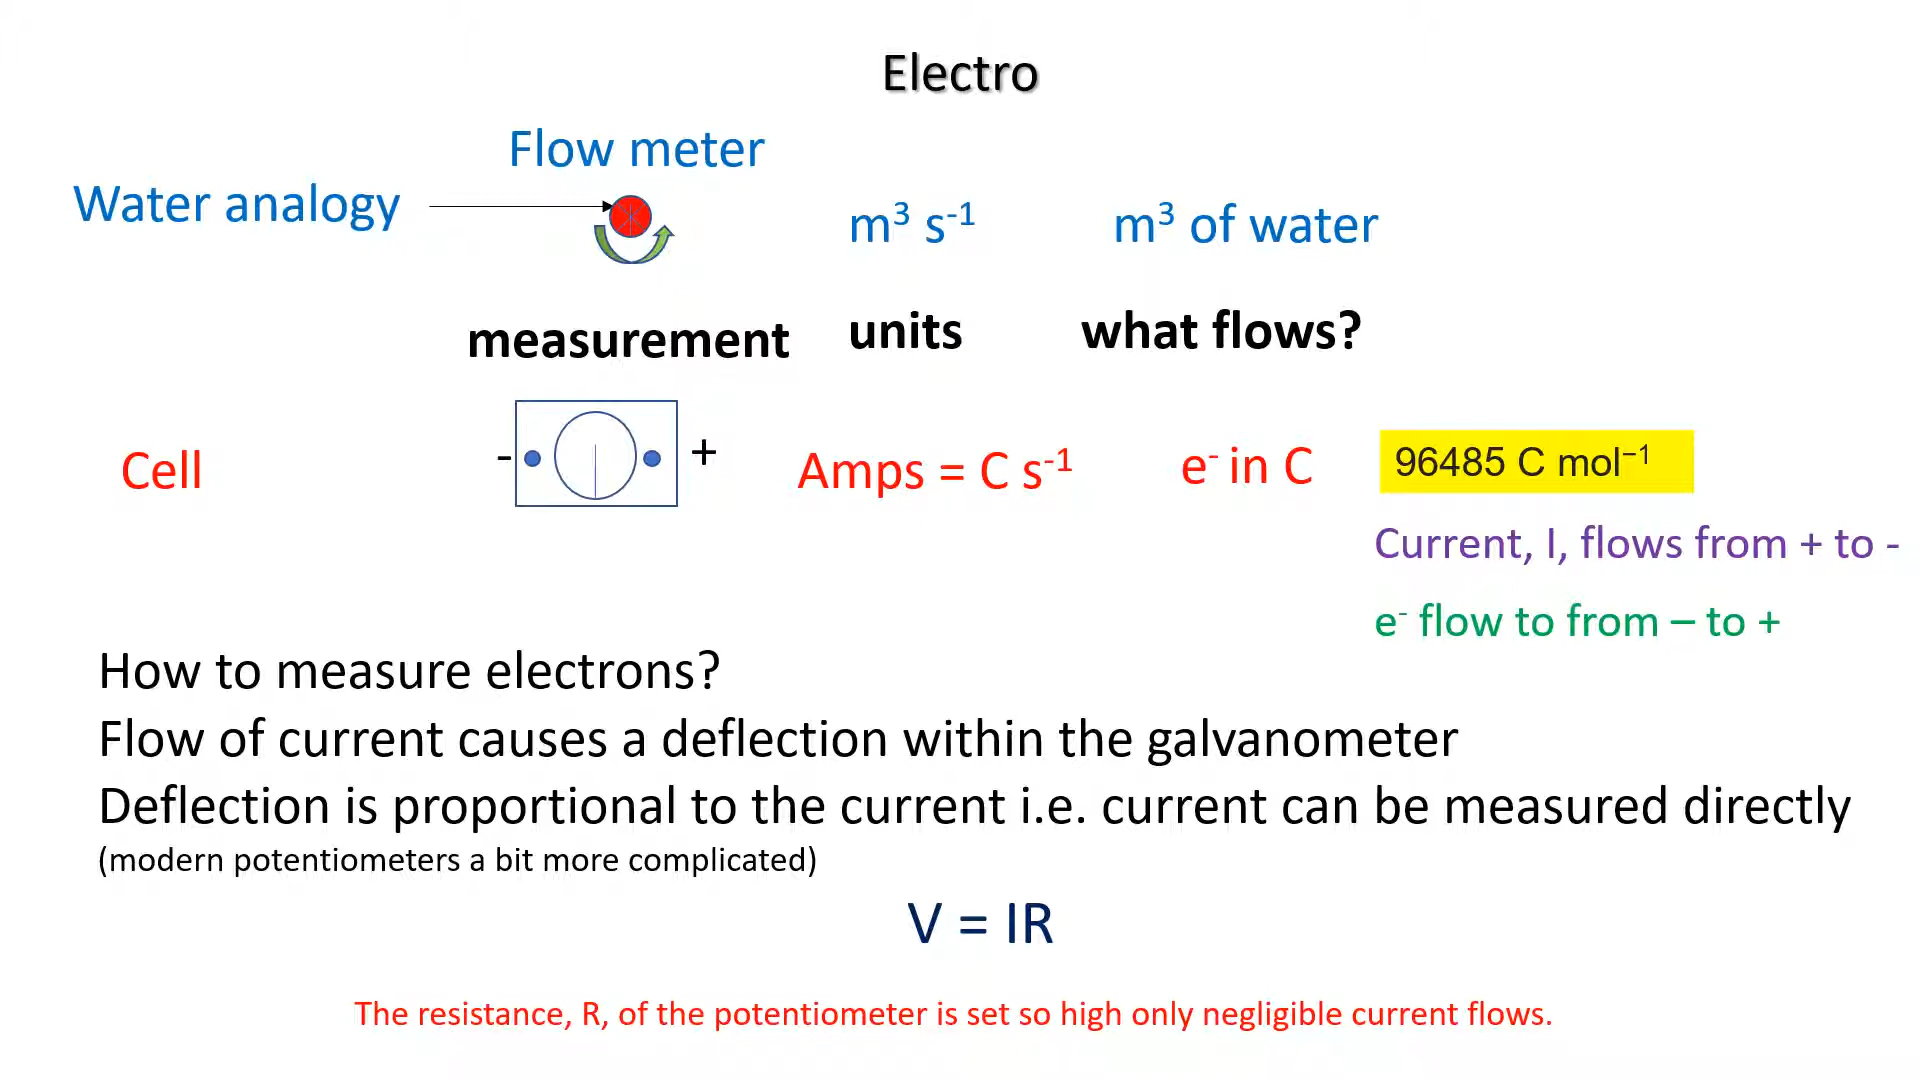 Electro
Flow meter
Water analogy
m³ s⁻¹
m³ of water
measurement
units
what flows?
Cell
- +
Amps = C s⁻¹
e⁻ in C
96485 C mol⁻¹
Current, I, flows from + to -
e⁻ flow to from – to +
How to measure electrons?
Flow of current causes a deflection within the galvanometer
Deflection is proportional to the current i.e. current can be measured directly
(modern potentiometers a bit more complicated)
V = IR
The resistance, R, of the potentiometer is set so high only negligible current flows.